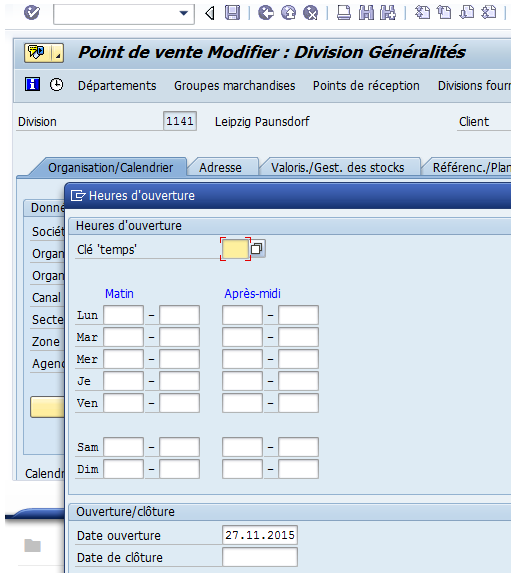 Point de vente Modifier : Division Généralités
Départements Groupes marchandises Points de réception Divisions four
Division 1141 Leipzig Paunsdorf Client
Organisation/Calendrier Adresse Valoris./Gest. des stocks Référenc./Plan
Donné
Sociét
Organ
Organ
Canal
Secte
Zone
Agenc
Calendr
Heures d'ouverture
Heures d'ouverture
Clé 'temps'
Matin Après-midi
Lun – –
Mar – –
Mer – –
Je – –
Ven – –
Sam – –
Dim – –
Ouverture/clôture
Date ouverture 27.11.2015
Date de clôture